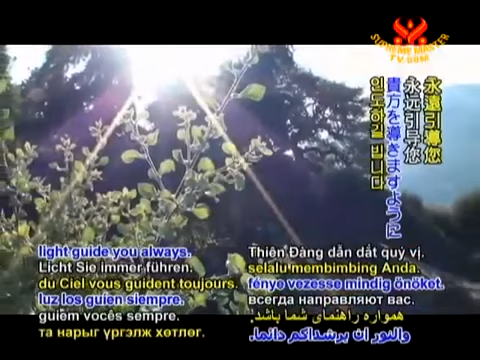 SUPREME MASTER
TV.COM
永遠引導您
永远引导您
貴方を導きますように
인도하길 빕니다
light guide you always.
Licht Sie immer führen.
du Ciel vous guident toujours.
luz los guíen siempre.
guiem vocês sempre.
та нарыг үргэлж хөтлөг.
Thiên Đàng dẫn dắt quý vị.
selalu membimbing Anda.
fénye vezesse mindig önöket.
всегда направляют вас.
همواره راهنمای شما باشد.
والنور ان يرشداكم دائما.